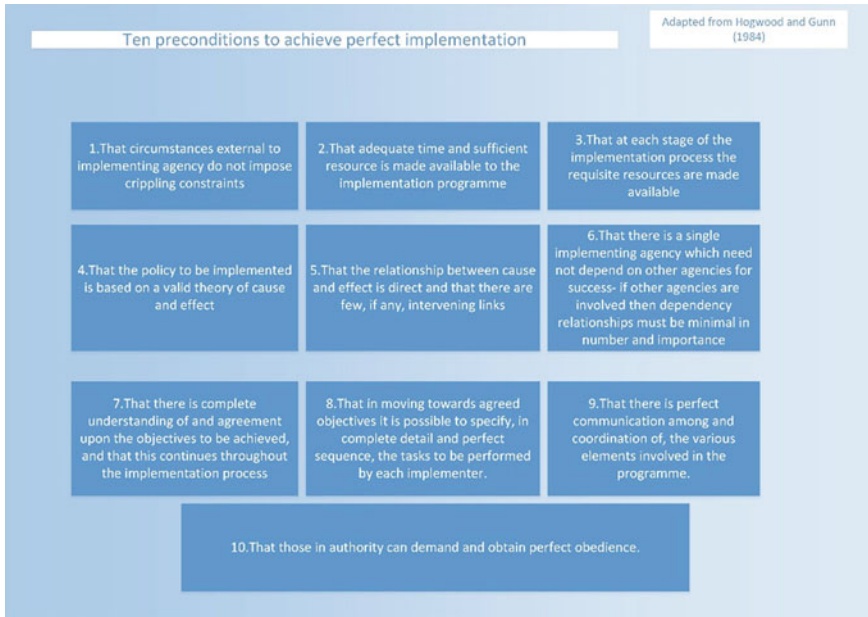 Ten preconditions to achieve perfect implementation
Adapted from Hogwood and Gunn
(1984)
1.That circumstances external to
implementing agency do not impose
crippling constraints
2.That adequate time and sufficient
resource is made available to the
implementation programme
3.That at each stage of the
implementation process the
requisite resources are made
available
4.That the policy to be implemented
is based on a valid theory of cause
and effect
5.That the relationship between cause
and effect is direct and that there are
few, if any, intervening links
6.That there is a single
implementing agency which need
not depend on other agencies for
success- if other agencies are
involved then dependency
relationships must be minimal in
number and importance
7.That there is complete
understanding of and agreement
upon the objectives to be achieved,
and that this continues throughout
the implementation process
8.That in moving towards agreed
objectives it is possible to specify, in
complete detail and perfect
sequence, the tasks to be performed
by each implementer.
9.That there is perfect
communication among and
coordination of, the various
elements involved in the
programme.
10.That those in authority can demand and obtain perfect obedience.